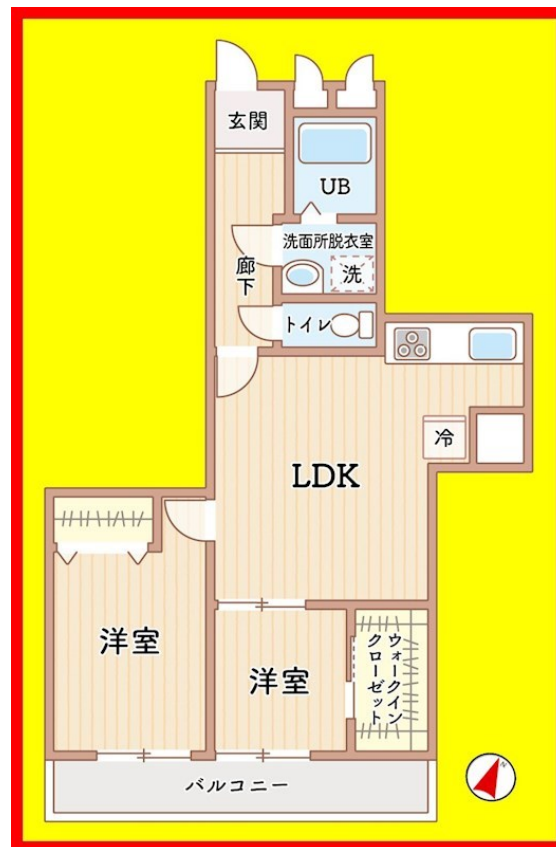 玄関
UB
洗面所脱衣室
洗
廊下
トイレ
冷
LDK
洋室
洋室
ウォークイン
クローゼット
バルコニー
N